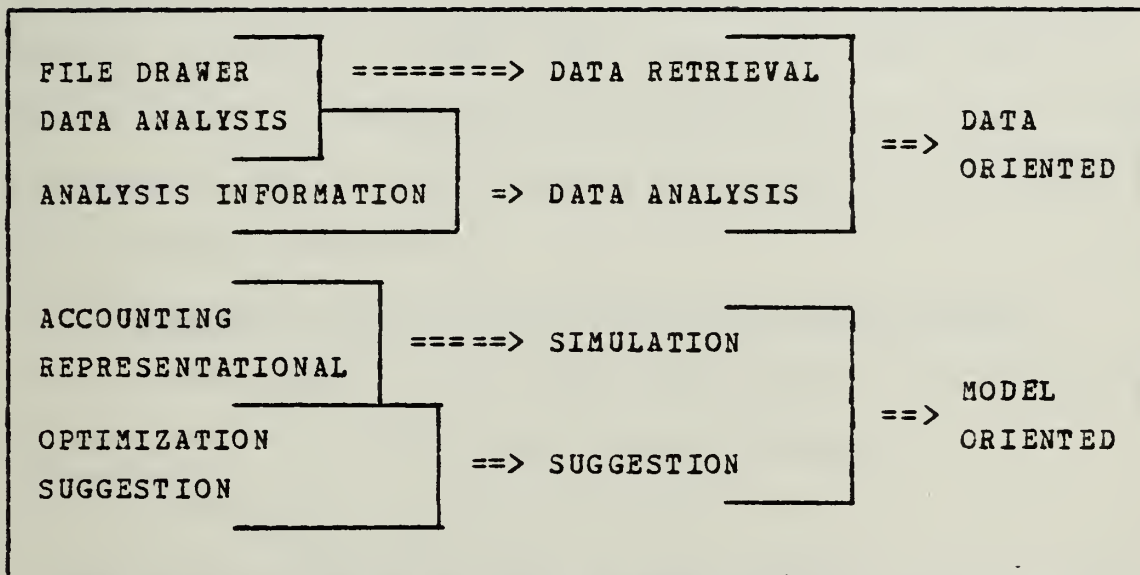 FILE DRAWER ========> DATA RETRIEVAL
DATA ANALYSIS
==> DATA
ORIENTED
ANALYSIS INFORMATION => DATA ANALYSIS
ACCOUNTING
=====> SIMULATION
REPRESENTATIONAL
==> MODEL
ORIENTED
OPTIMIZATION
==> SUGGESTION
SUGGESTION